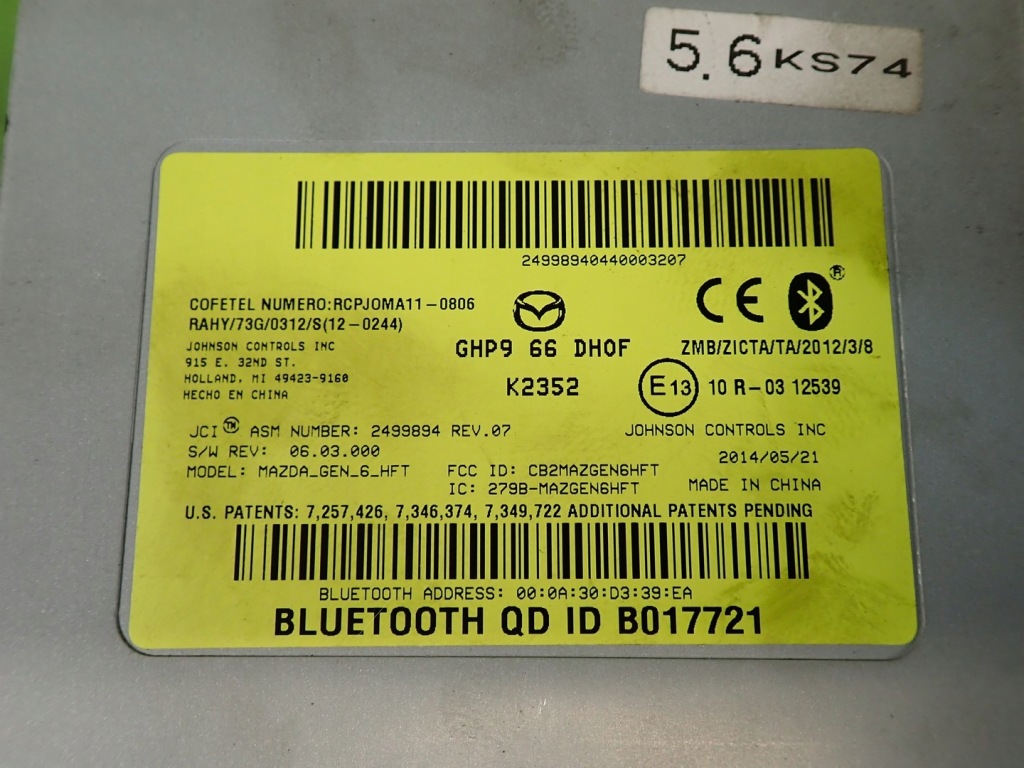 5.6KS74
24998940440003207
COFETEL NUMERO:RCPJOMA11-0806
RAHY/73G/0312/S(12-0244)
JOHNSON CONTROLS INC
915 E. 32ND ST.
HOLLAND, MI 49423-9160
HECHO EN CHINA
GHP9 66 DH0F
K2352
CE
®
ZMB/ZICTA/TA/2012/3/8
E13 10 R-03 12539
JCI™ ASM NUMBER: 2499894 REV.07
JOHNSON CONTROLS INC
S/W REV: 06.03.000
2014/05/21
MODEL: MAZDA_GEN_6_HFT FCC ID: CB2MAZGEN6HFT
IC: 279B-MAZGEN6HFT
MADE IN CHINA
U.S. PATENTS: 7,257,426, 7,346,374, 7,349,722 ADDITIONAL PATENTS PENDING
BLUETOOTH ADDRESS: 00:0A:30:D3:39:EA
BLUETOOTH QD ID B017721